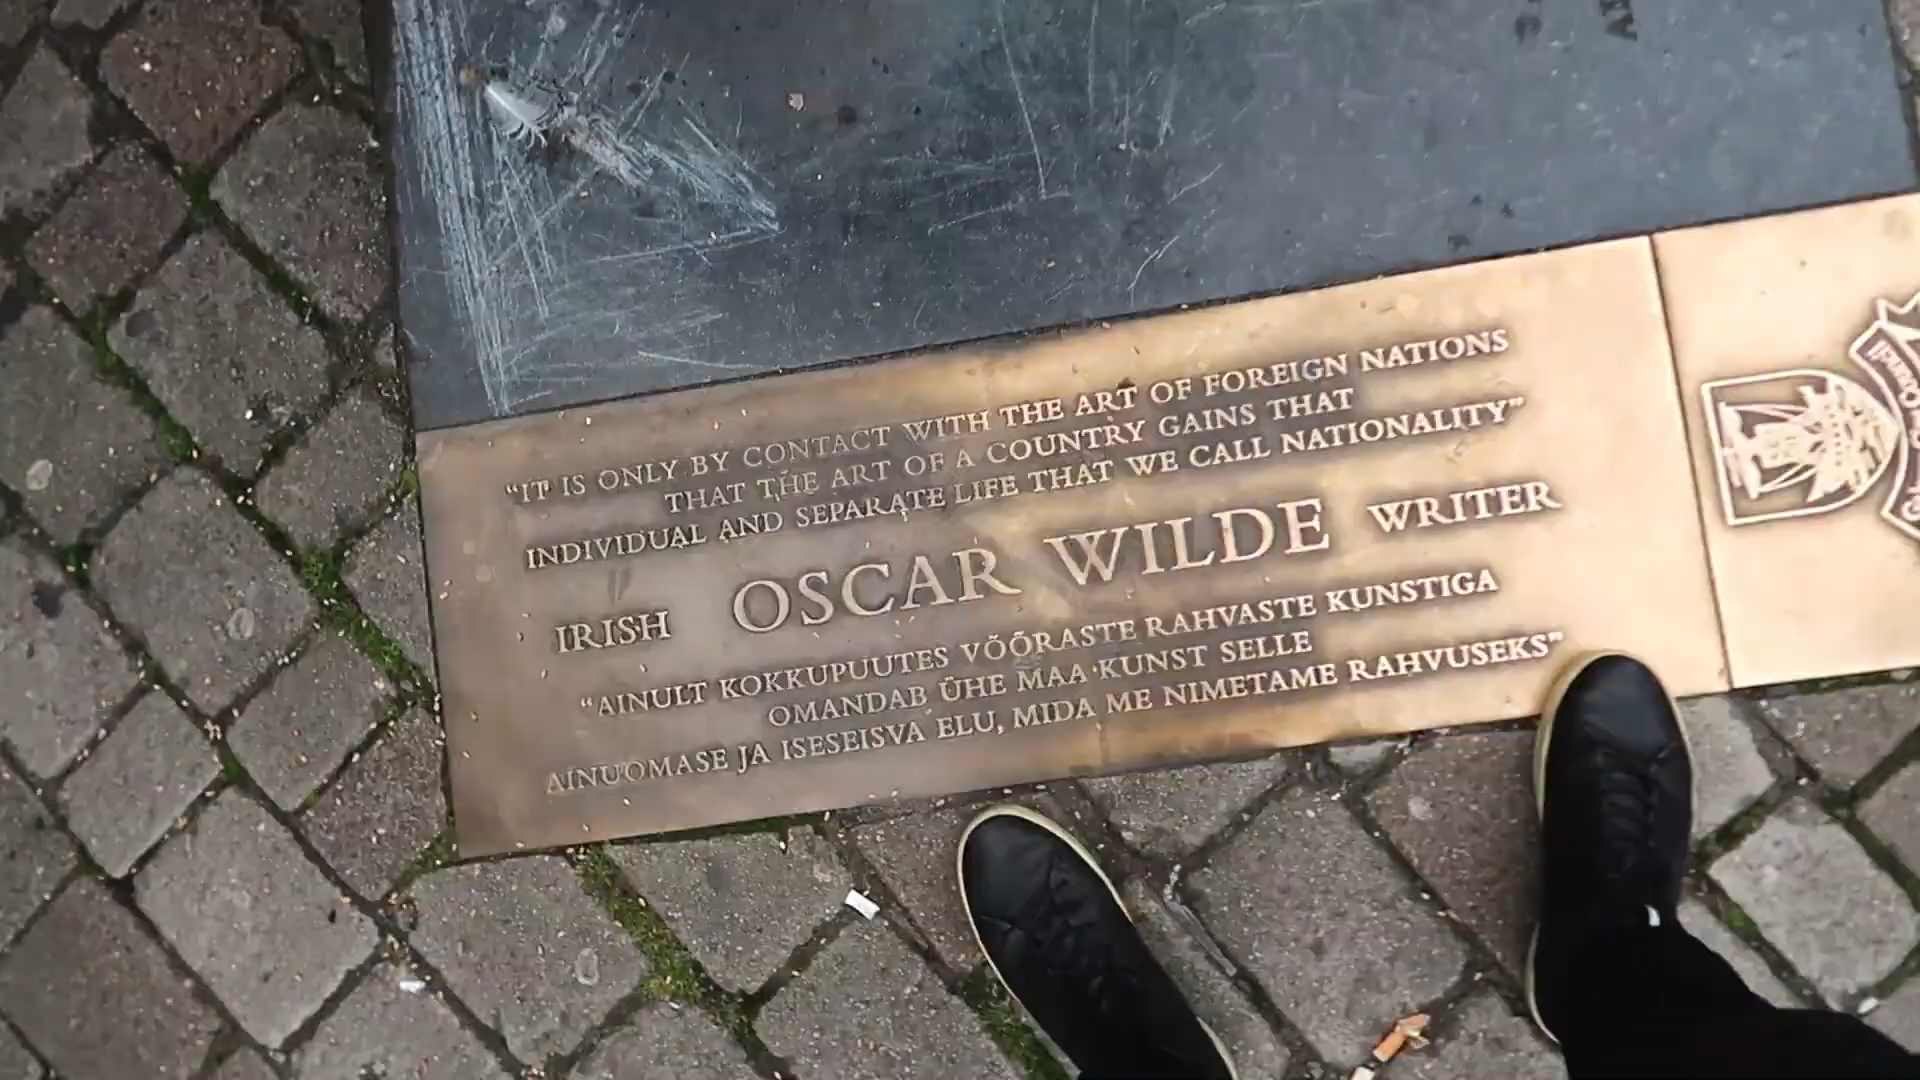 "IT IS ONLY BY CONTACT WITH THE ART OF FOREIGN NATIONS
THAT THE ART OF A COUNTRY GAINS THAT
INDIVIDUAL AND SEPARATE LIFE THAT WE CALL NATIONALITY"
IRISH OSCAR WILDE WRITER
"AINULT KOKKUPUUTES VÕÕRASTE RAHVASTE KUNSTIGA
OMANDAB ÜHE MAA KUNST SELLE
AINUOMASE JA ISESEISVA ELU, MIDA ME NIMETAME RAHVUSEKS"